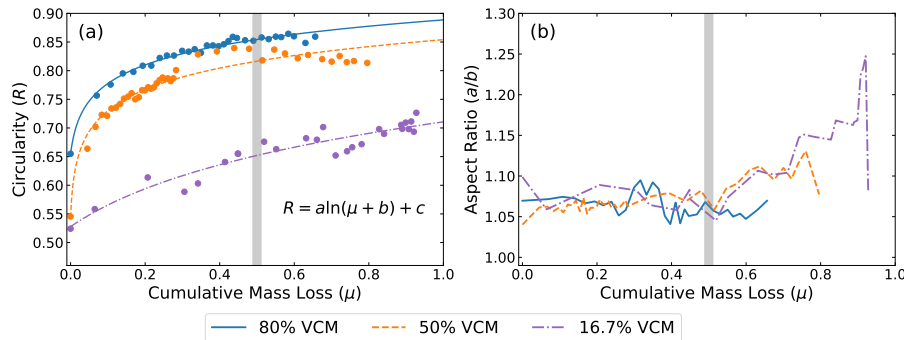 (a)
Circularity (R)
0.90
0.85
0.80
0.75
0.70
0.65
0.60
0.55
0.50
R = aln(μ + b) + c
0.0
0.2
0.4
0.6
0.8
1.0
Cumulative Mass Loss (μ)
(b)
Aspect Ratio (a/b)
1.30
1.25
1.20
1.15
1.10
1.05
1.00
0.0
0.2
0.4
0.6
0.8
1.0
Cumulative Mass Loss (μ)
80% VCM
50% VCM
16.7% VCM